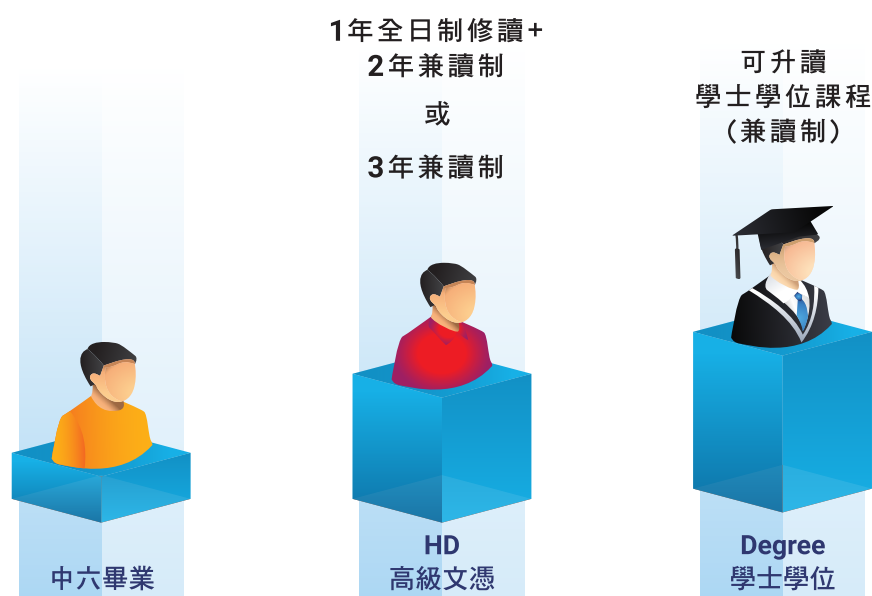 1年全日制修讀+
2年兼讀制
或
3年兼讀制
可升讀
學士學位課程
（兼讀制）
中六畢業
HD
高級文憑
Degree
學士學位